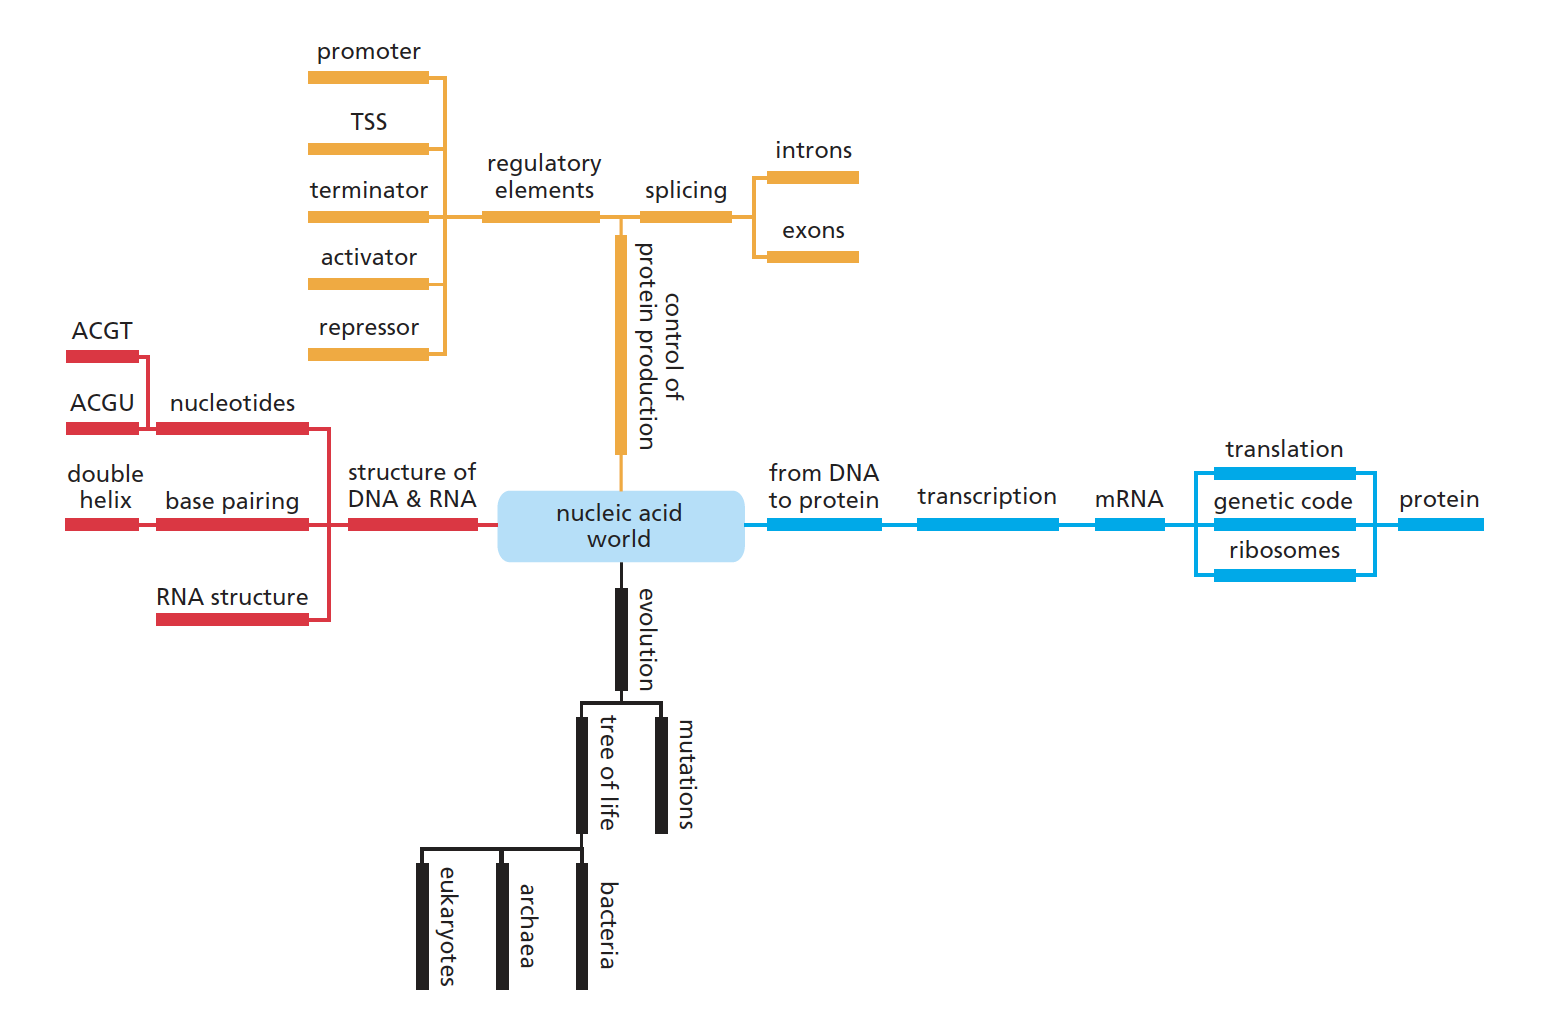 promoter
TSS
terminator
activator
repressor
regulatory
elements
splicing
introns
exons
control of
protein production
ACGT
ACGU
nucleotides
double
helix
base pairing
RNA structure
structure of
DNA & RNA
nucleic acid
world
from DNA
to protein
transcription
mRNA
translation
genetic code
ribosomes
protein
evolution
tree of life
mutations
eukaryotes
archaea
bacteria